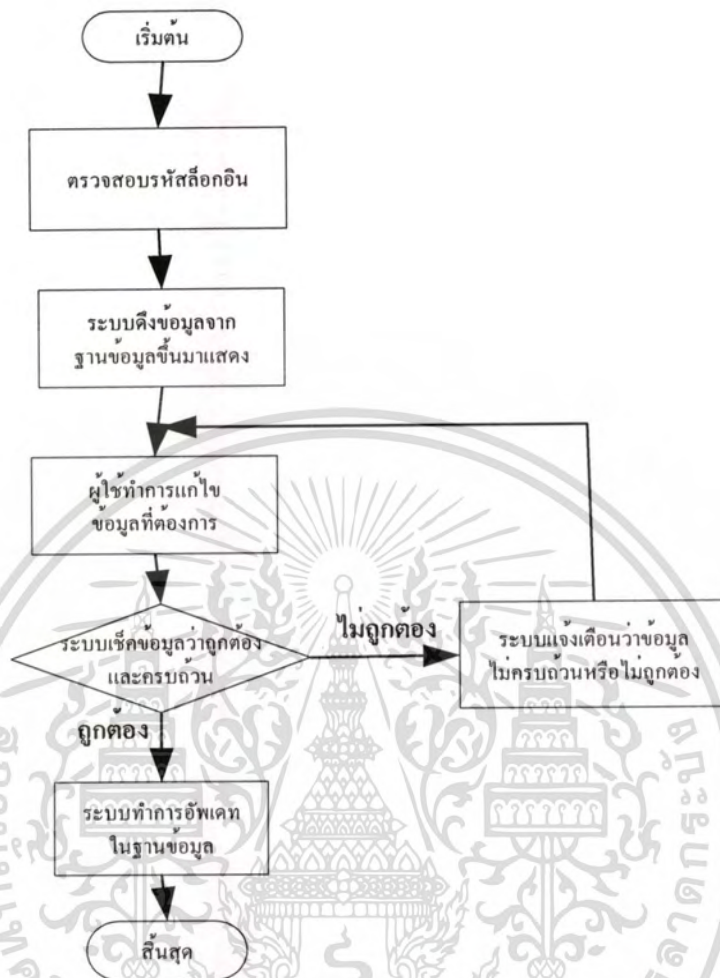 เริ่มต้น
ตรวจสอบรหัสล็อกอิน
ระบบดึงข้อมูลจาก
ฐานข้อมูลขึ้นมาแสดง
ผู้ใช้ทำการแก้ไข
ข้อมูลที่ต้องการ
ระบบเช็คข้อมูลว่าถูกต้อง
และครบถ้วน
ไม่ถูกต้อง
ระบบแจ้งเตือนว่าข้อมูล
ไม่ครบถ้วนหรือไม่ถูกต้อง
ถูกต้อง
ระบบทำการอัพเดท
ในฐานข้อมูล
สิ้นสุด